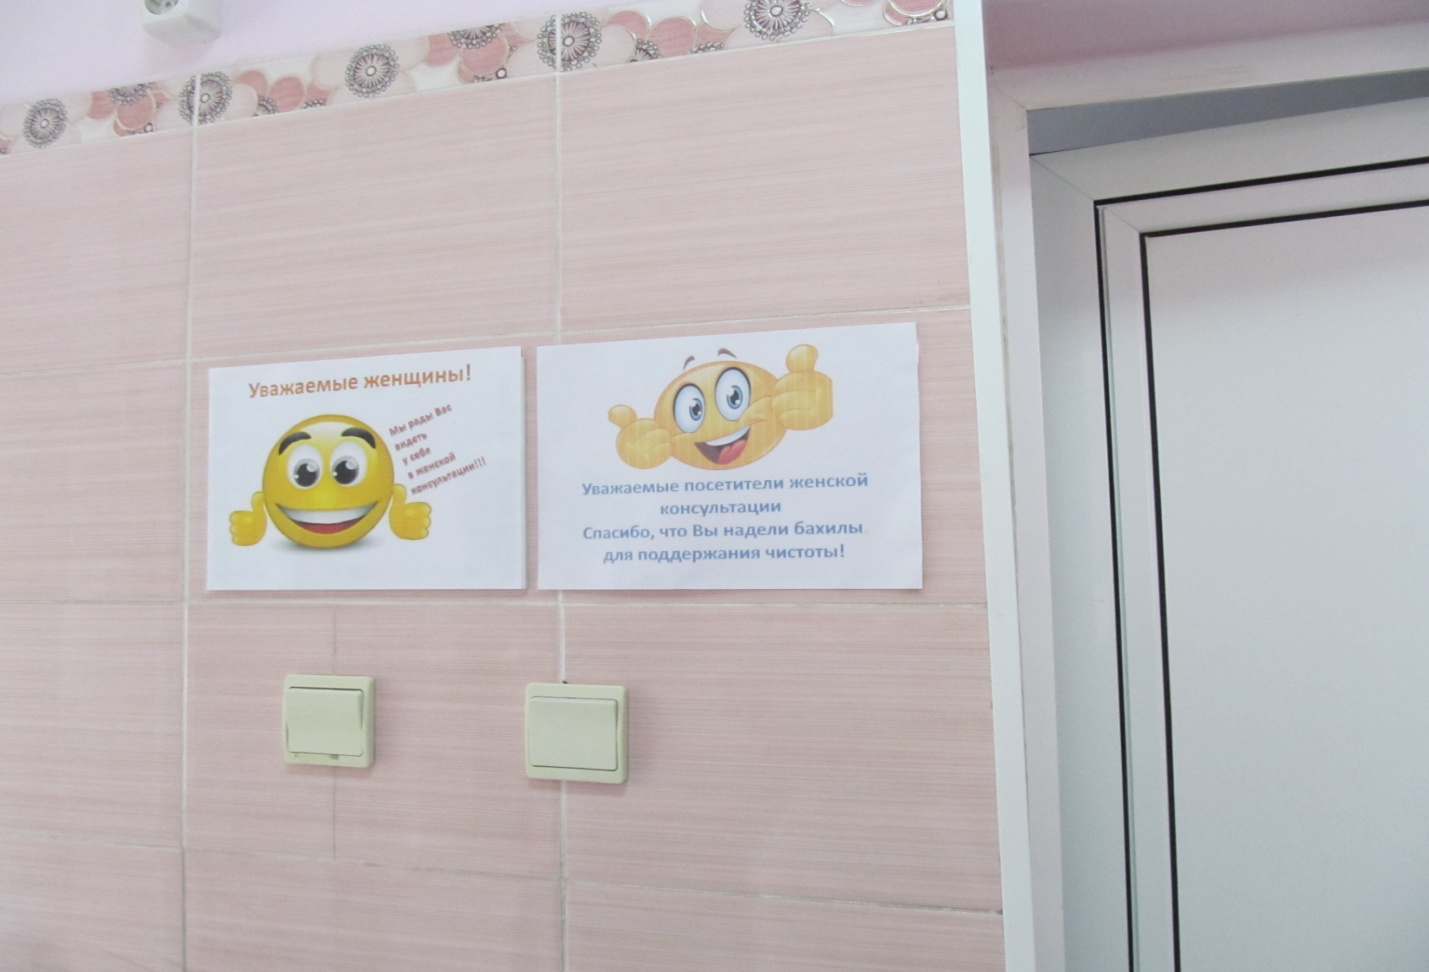 Уважаемые женщины!
Мы рады Вас
видеть
у себя
в женской
консультации!!!
Уважаемые посетители женской
консультации
Спасибо, что Вы надели бахилы
для поддержания чистоты!